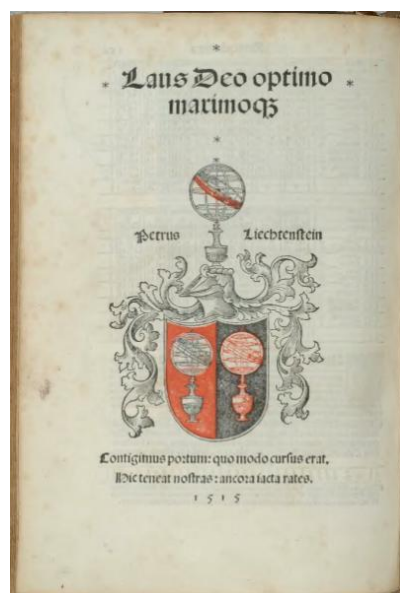 Laus Deo optimo
maximoqꝫ
Petrus Liechtenstein
Contigimus portum: quo modo cursus erat.
Hic teneat nostras: ancora iacta rates.
1515